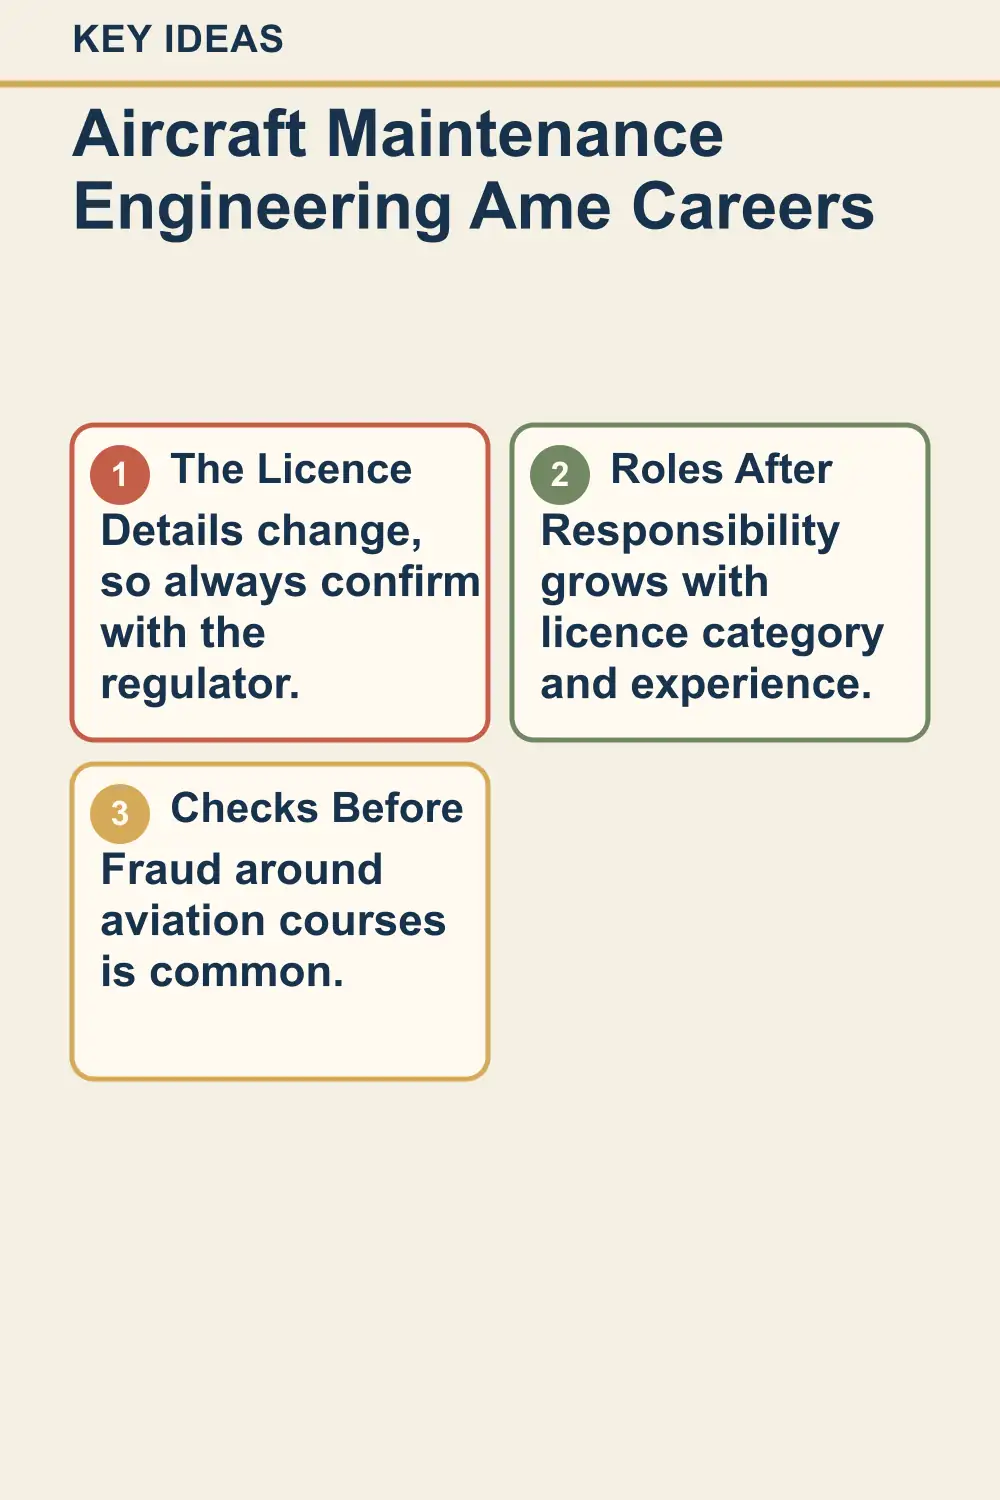 KEY IDEAS
Aircraft Maintenance
Engineering Ame Careers
1 The Licence
Details change,
so always confirm
with the
regulator.
2 Roles After
Responsibility
grows with
licence category
and experience.
3 Checks Before
Fraud around
aviation courses
is common.